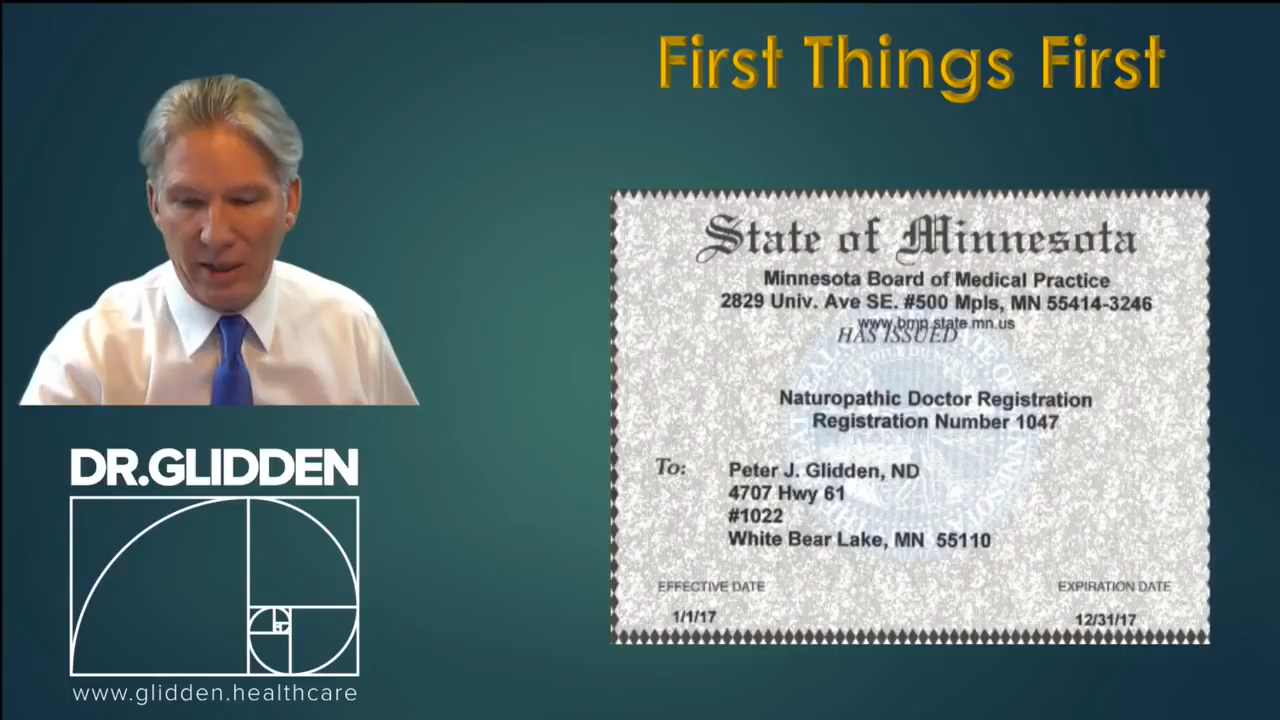 First Things First
State of Minnesota
Minnesota Board of Medical Practice
2829 Univ. Ave SE. #500 Mpls, MN 55414-3246
www.bmp.state.mn.us
HAS ISSUED
Naturopathic Doctor Registration
Registration Number 1047
To: Peter J. Glidden, ND
4707 Hwy 61
#1022
White Bear Lake, MN 55110
EFFECTIVE DATE EXPIRATION DATE
1/1/17 12/31/17
DR.GLIDDEN
www.glidden.healthcare